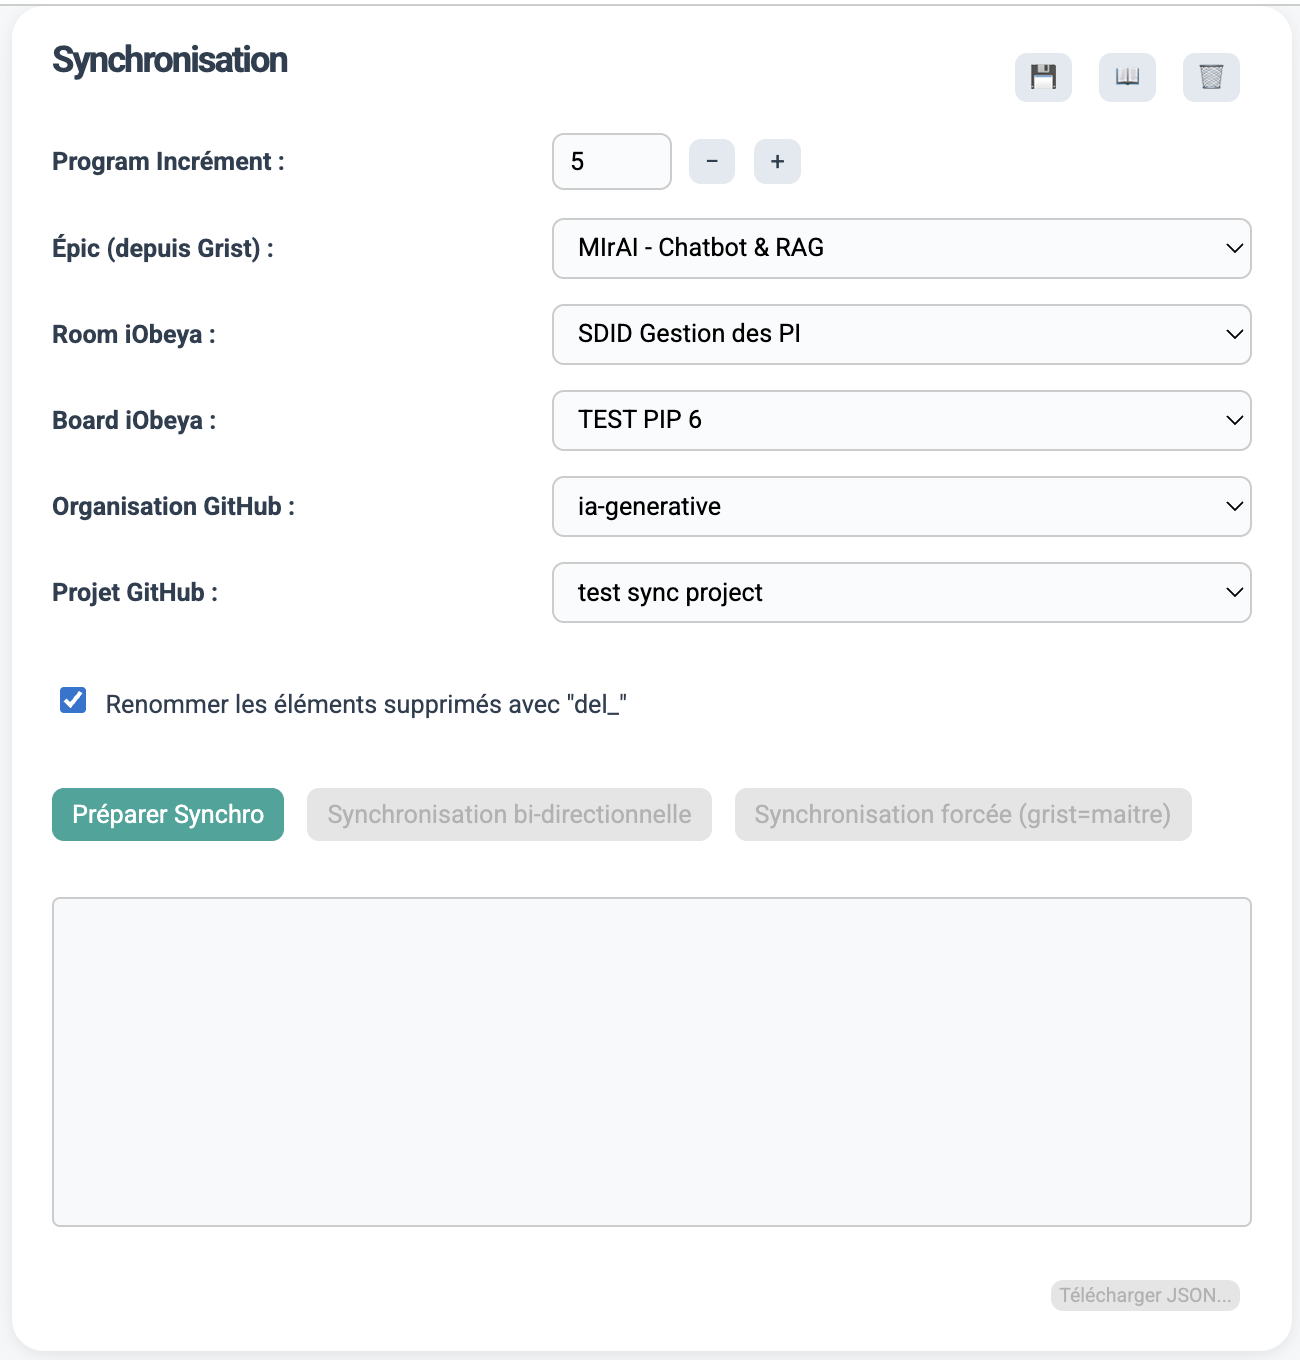 Synchronisation
Program Incrément :
5
−
+
Épic (depuis Grist) :
MIrAI - Chatbot & RAG
Room iObeya :
SDID Gestion des PI
Board iObeya :
TEST PIP 6
Organisation GitHub :
ia-generative
Projet GitHub :
test sync project
Renommer les éléments supprimés avec "del_"
Préparer Synchro
Synchronisation bi-directionnelle
Synchronisation forcée (grist=maitre)
Télécharger JSON...